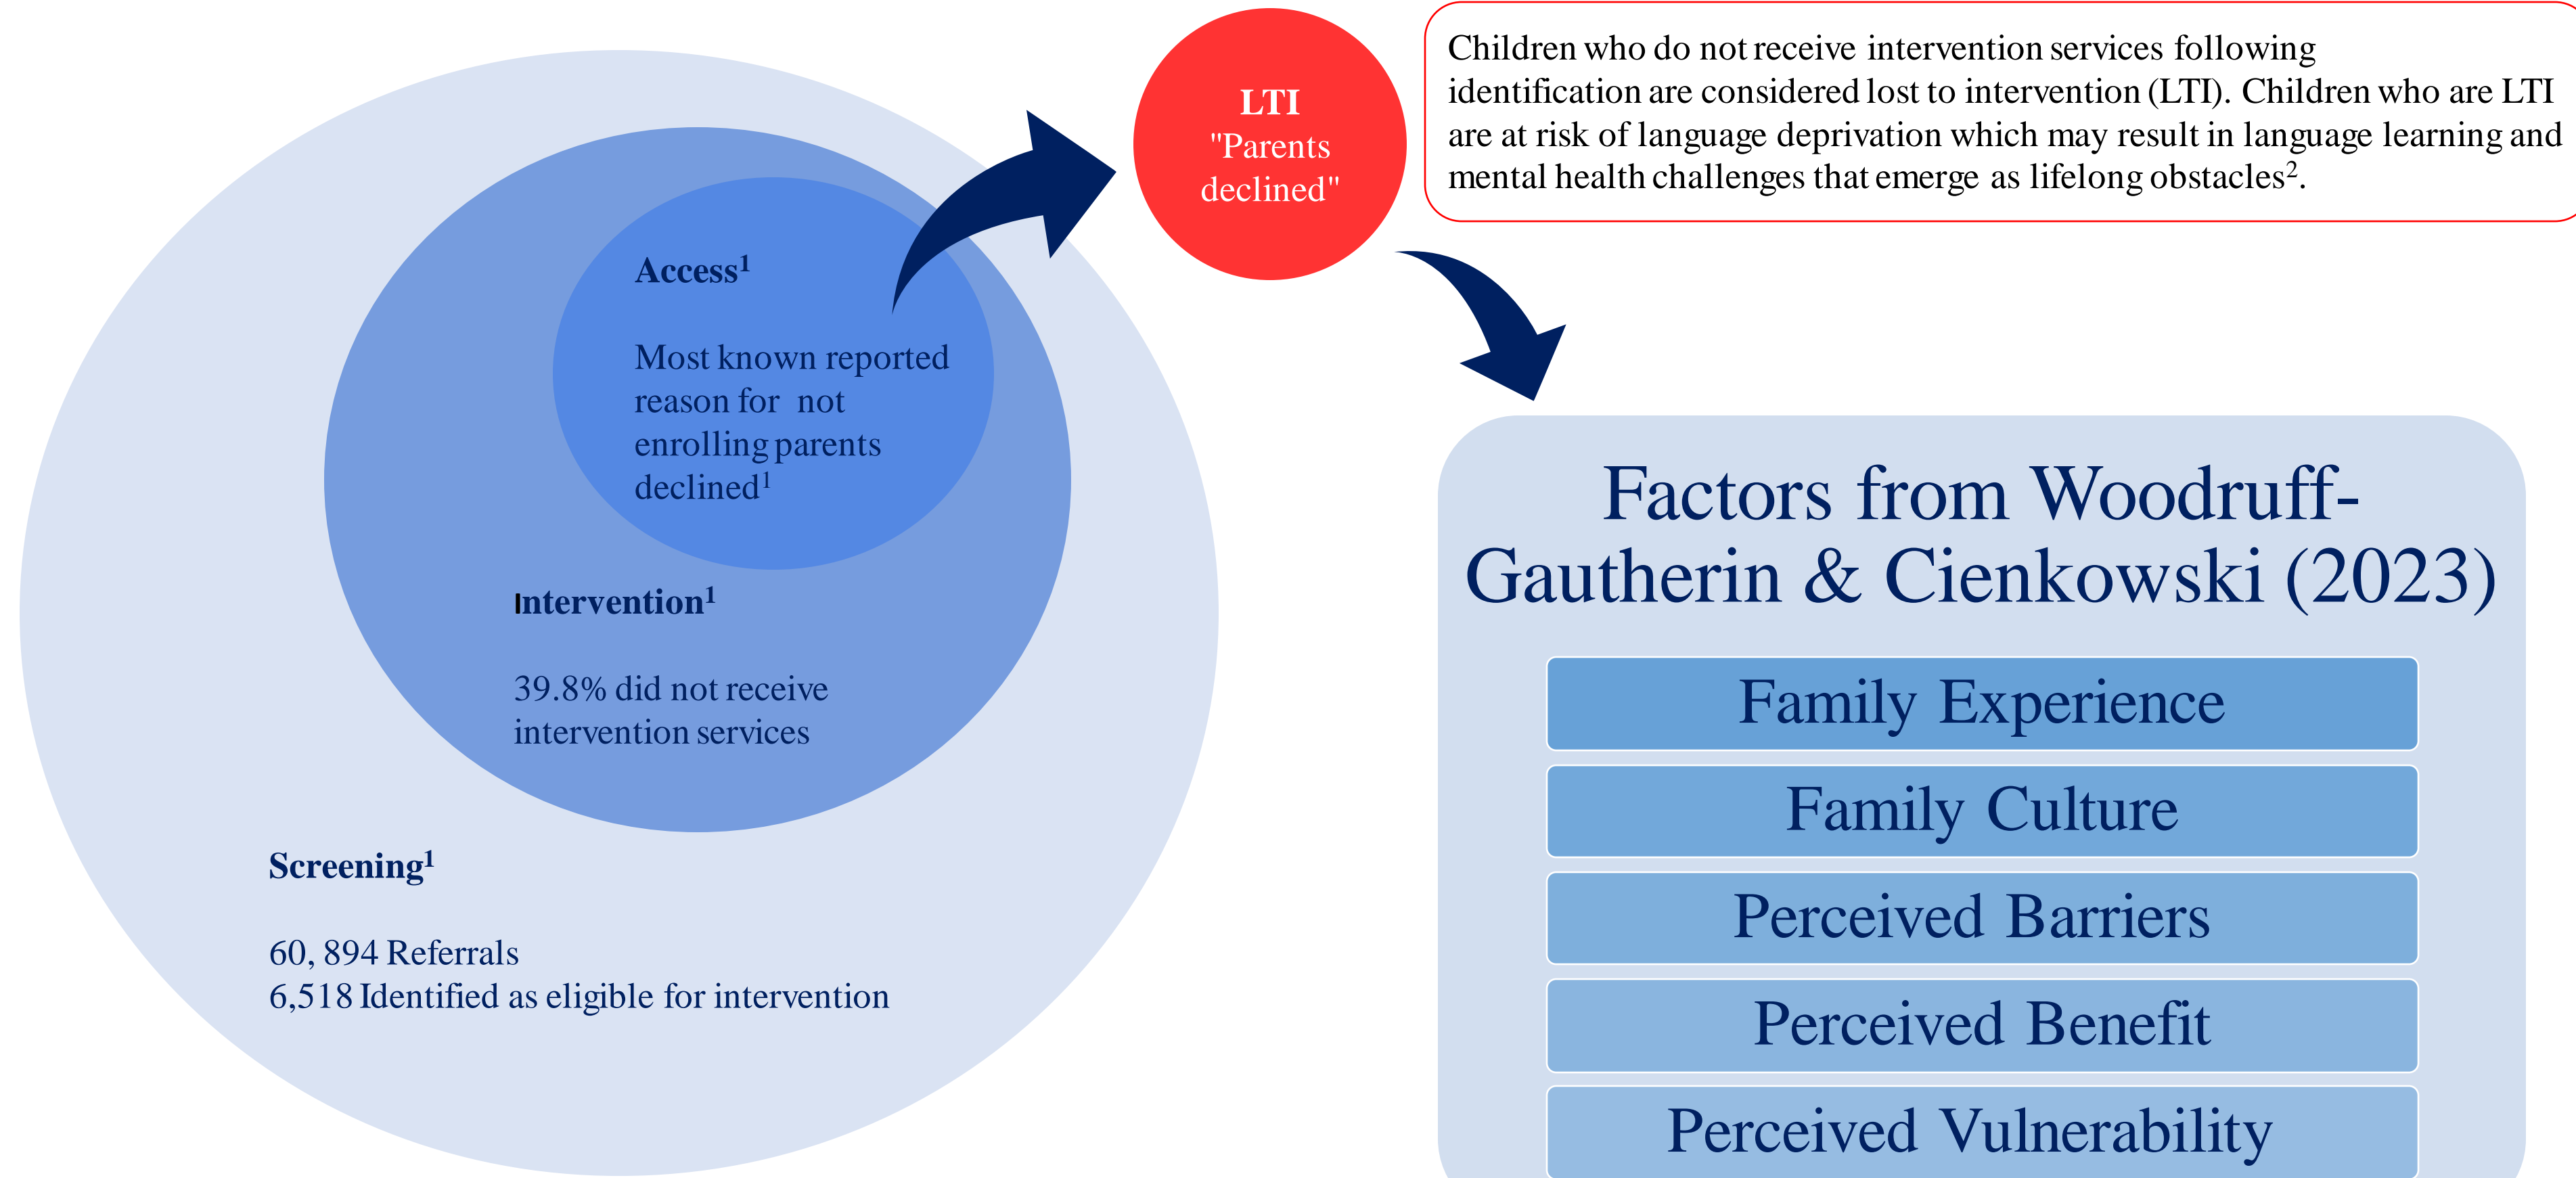 LTI
"Parents
declined"
Children who do not receive intervention services following
identification are considered lost to intervention (LTI). Children who are LTI
are at risk of language deprivation which may result in language learning and
mental health challenges that emerge as lifelong obstacles².
Access¹
Most known reported
reason for not
enrolling parents
declined¹
Intervention¹
39.8% did not receive
intervention services
Screening¹
60, 894 Referrals
6,518 Identified as eligible for intervention
Factors from Woodruff-
Gautherin & Cienkowski (2023)
Family Experience
Family Culture
Perceived Barriers
Perceived Benefit
Perceived Vulnerability